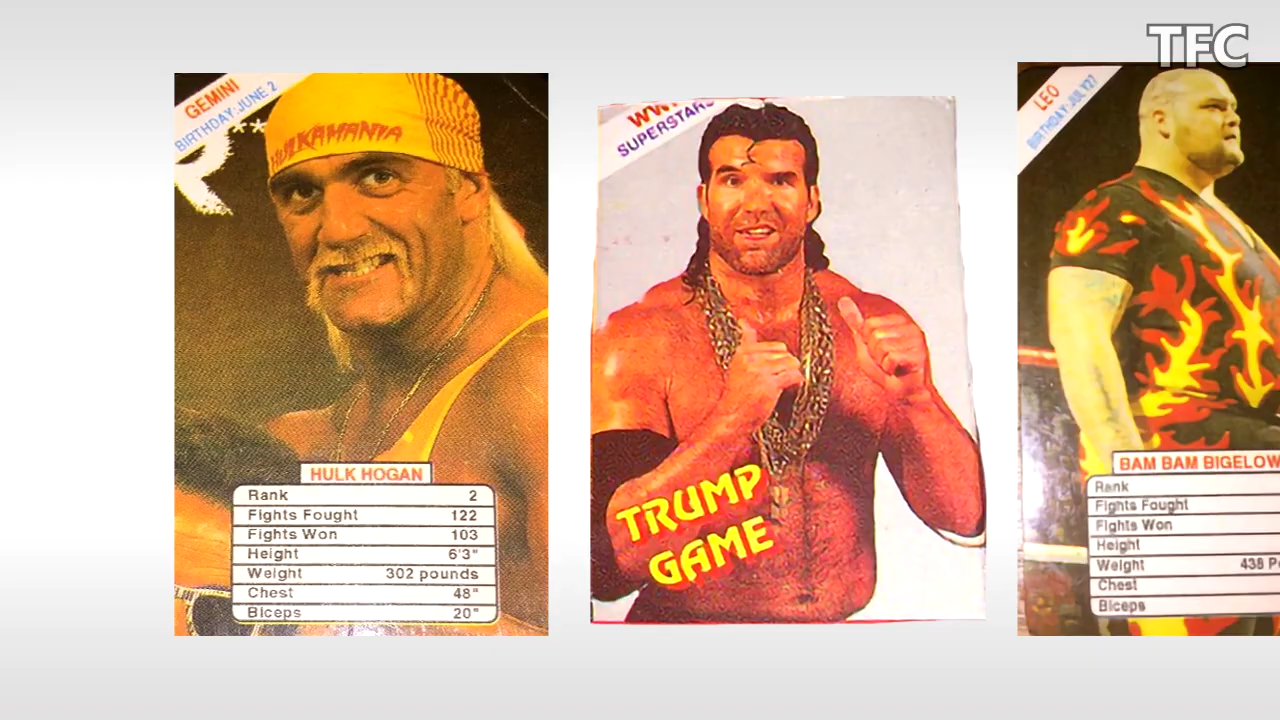 TFC
GEMINI
BIRTHDAY: JUNE 2
HULKAMANIA
HULK HOGAN
Rank 2
Fights Fought 122
Fights Won 103
Height 6'3"
Weight 302 pounds
Chest 48"
Biceps 20"
SUPERSTARS
TRUMP
GAME
LEO
BAM BAM BIGELOW
Rank
Fights Fought
Fights Won
Height
Weight 438
Chest
Biceps